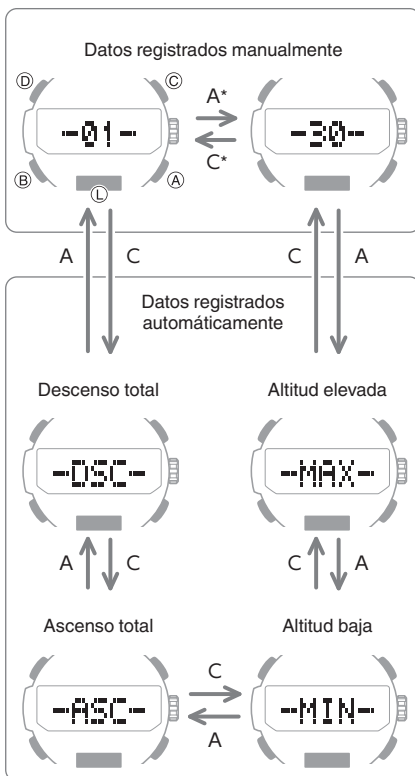 Datos registrados manualmente
D
C
A*
-01-
-30-
C*
B
L
A
A
C
C
A
Datos registrados
automáticamente
Descenso total
Altitud elevada
-DSC-
-MAX-
A
C
C
A
Ascenso total
Altitud baja
C
-ASC-
-MIN-
A